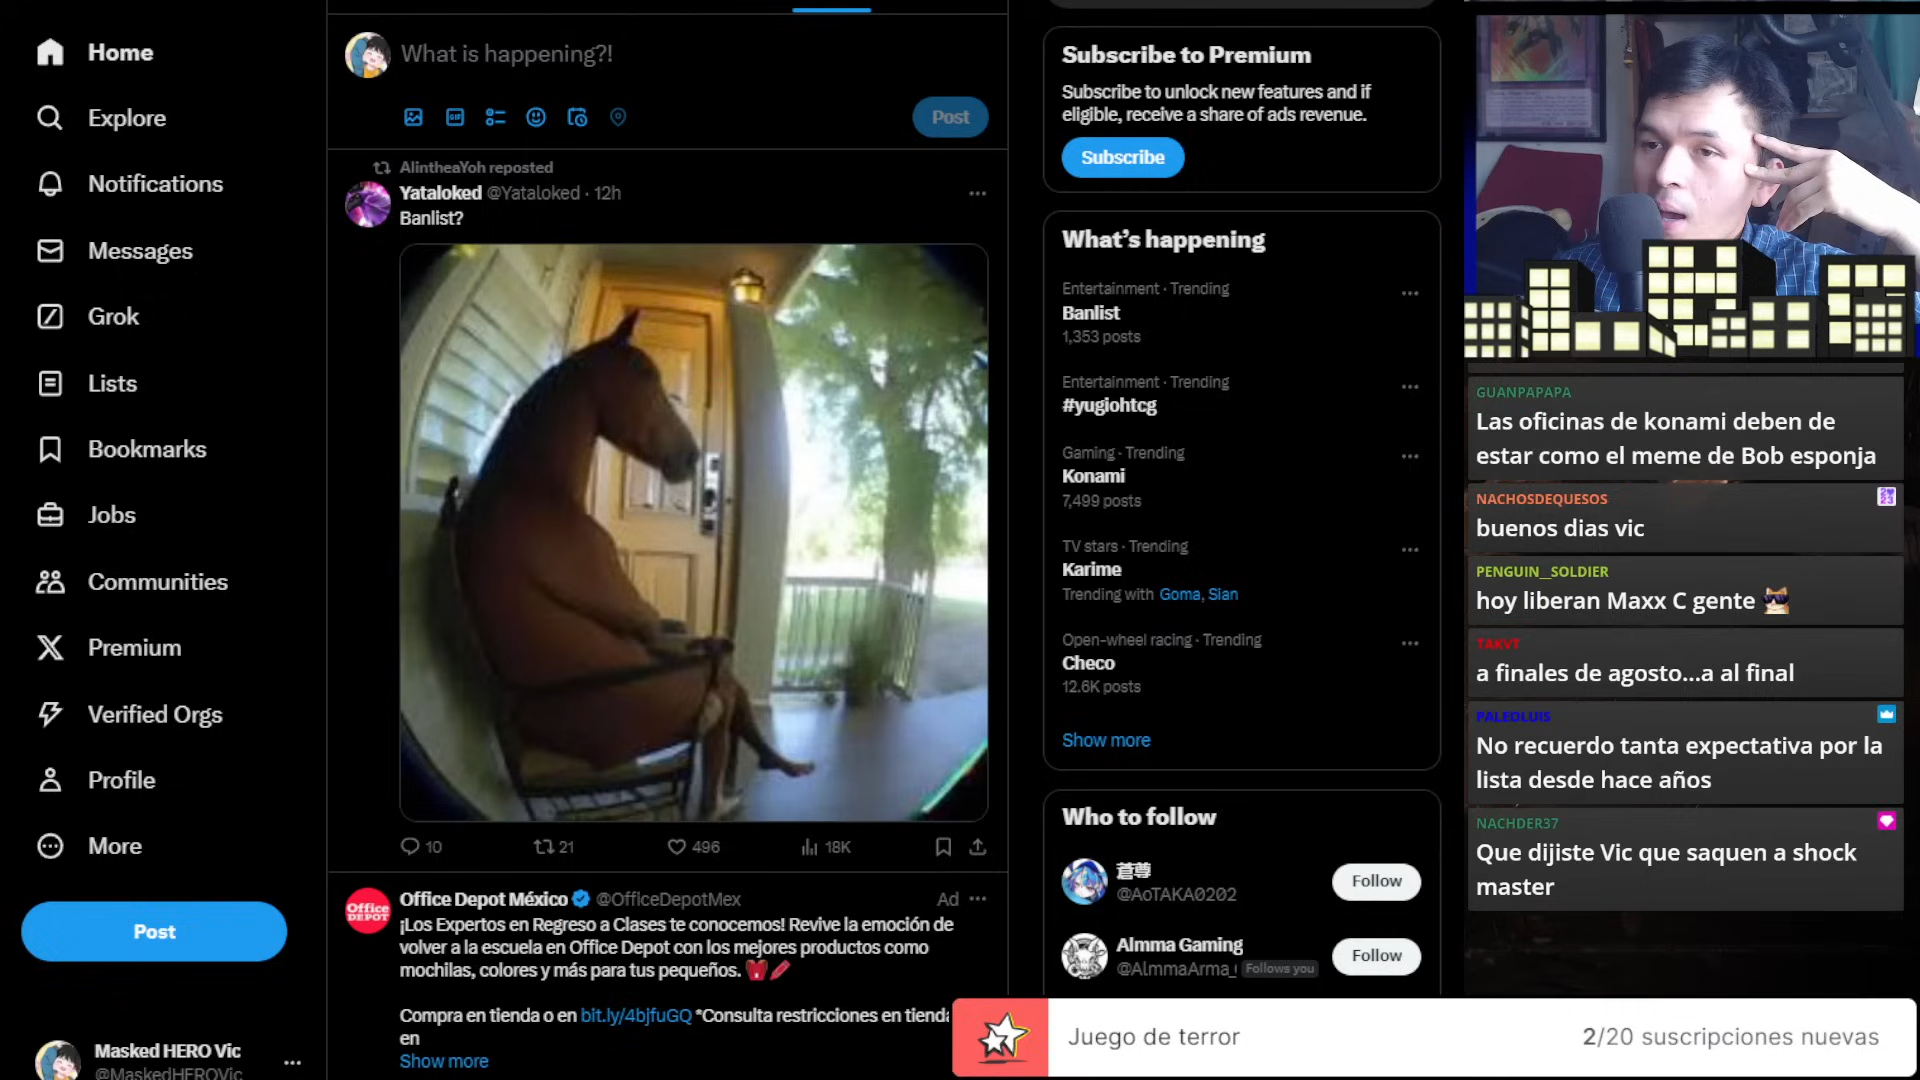 Home
Explore
Notifications
Messages
Grok
Lists
Bookmarks
Jobs
Communities
Premium
Verified Orgs
Profile
More
Post
Masked HERO Vic
@MaskedHEROVic
What is happening?!
GIF
Post
AlintheaYoh reposted
Yataloked @Yataloked · 12h
Banlist?
10
21
496
18K
Office DEPOT
Office Depot México @OfficeDepotMex
Ad
¡Los Expertos en Regreso a Clases te conocemos! Revive la emoción de
volver a la escuela en Office Depot con los mejores productos como
mochilas, colores y más para tus pequeños.
Compra en tienda o en bit.ly/4bjfuGQ *Consulta restricciones en tienda
en
Show more
Subscribe to Premium
Subscribe to unlock new features and if
eligible, receive a share of ads revenue.
Subscribe
What's happening
Entertainment · Trending
Banlist
1,353 posts
Entertainment · Trending
#yugiohtcg
Gaming · Trending
Konami
7,499 posts
TV stars · Trending
Karime
Trending with Goma, Sian
Open-wheel racing · Trending
Checo
12.6K posts
Show more
Who to follow
蒼尊
@AoTAKA0202
Follow
Almma Gaming
@AlmmaArma_ Follows you
Follow
GUANPAPAPA
Las oficinas de konami deben de
estar como el meme de Bob esponja
NACHOSDEQUESOS
buenos dias vic
PENGUIN__SOLDIER
hoy liberan Maxx C gente
TAKVT
a finales de agosto...a al final
PALEOLUIS
No recuerdo tanta expectativa por la
lista desde hace años
NACHDER37
Que dijiste Vic que saquen a shock
master
Juego de terror
2/20 suscripciones nuevas